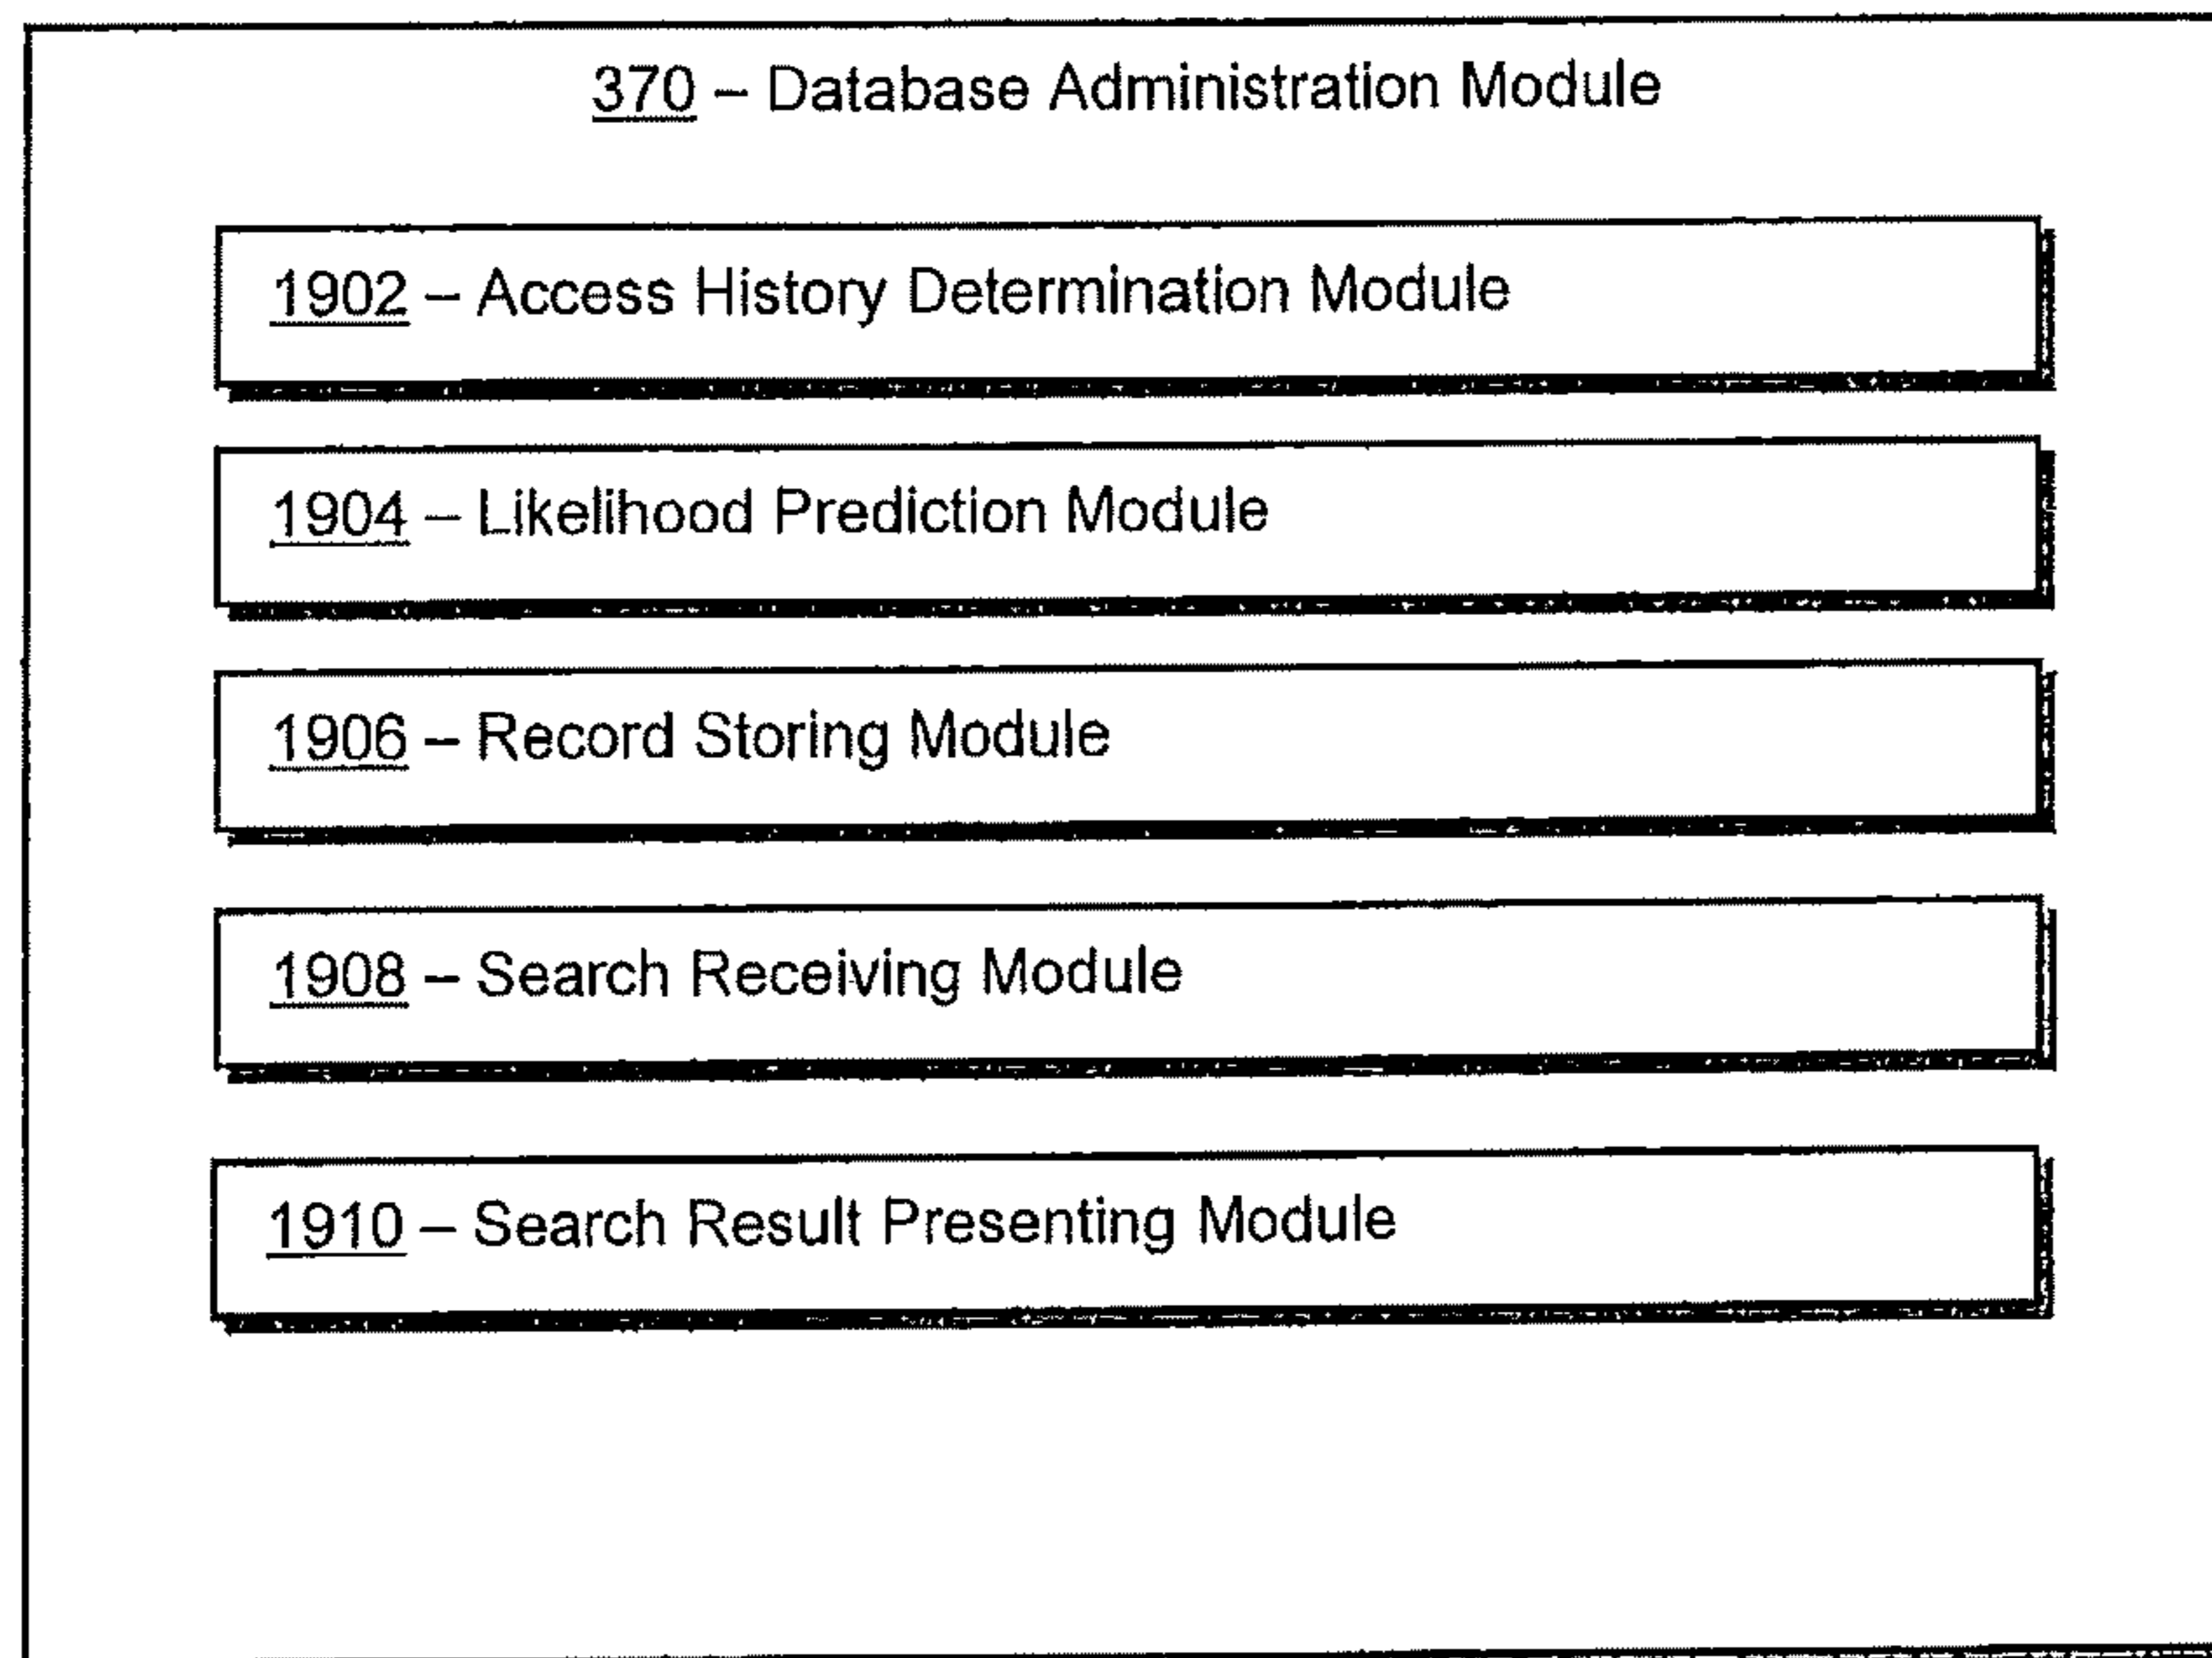 370 – Database Administration Module
1902 – Access History Determination Module
1904 – Likelihood Prediction Module
1906 – Record Storing Module
1908 – Search Receiving Module
1910 – Search Result Presenting Module